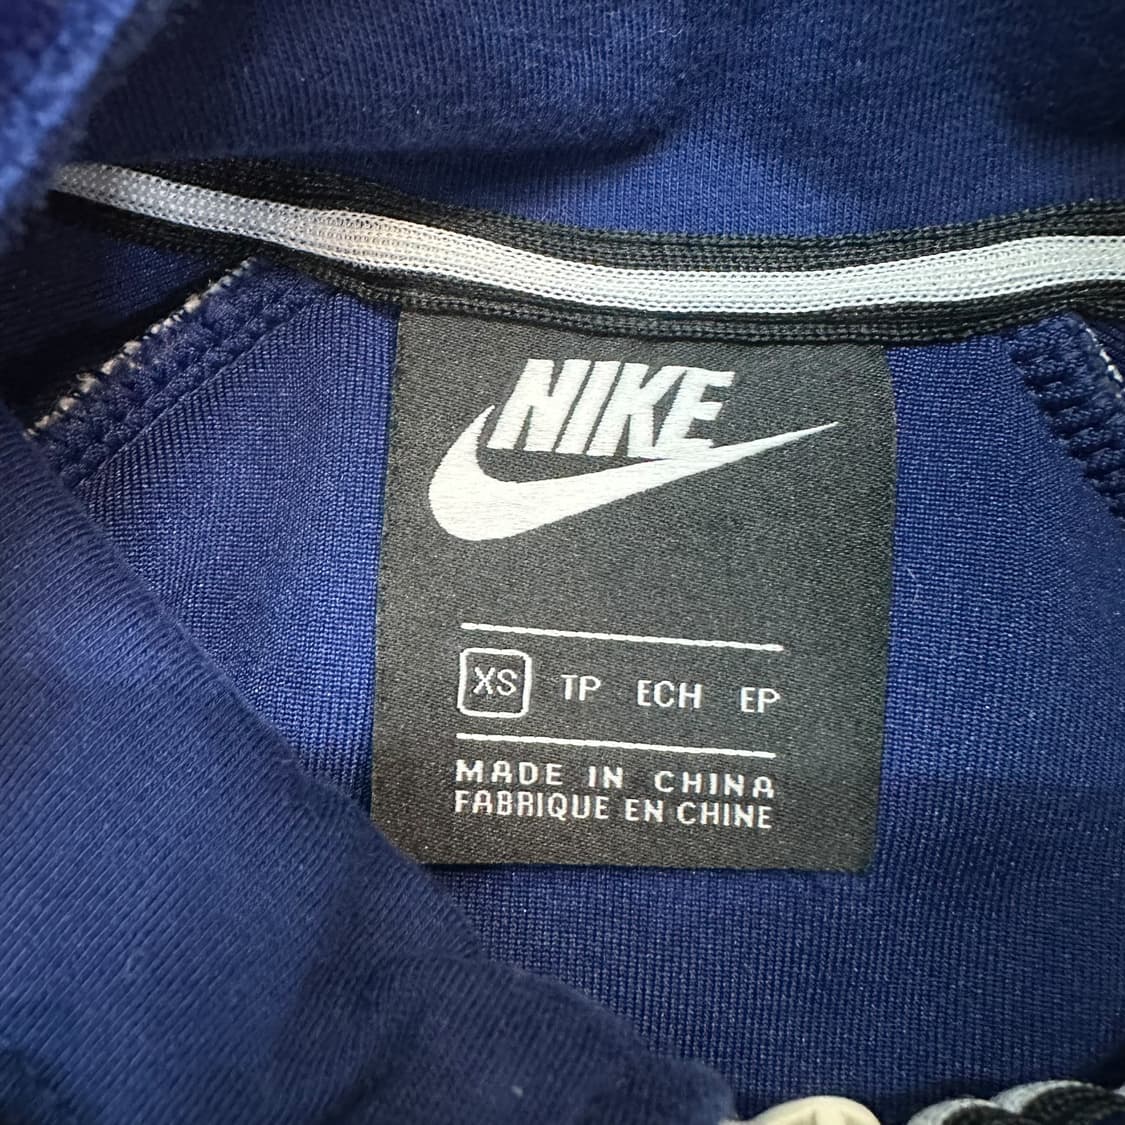 NIKE
XS TP ECH EP
MADE IN CHINA
FABRIQUE EN CHINE